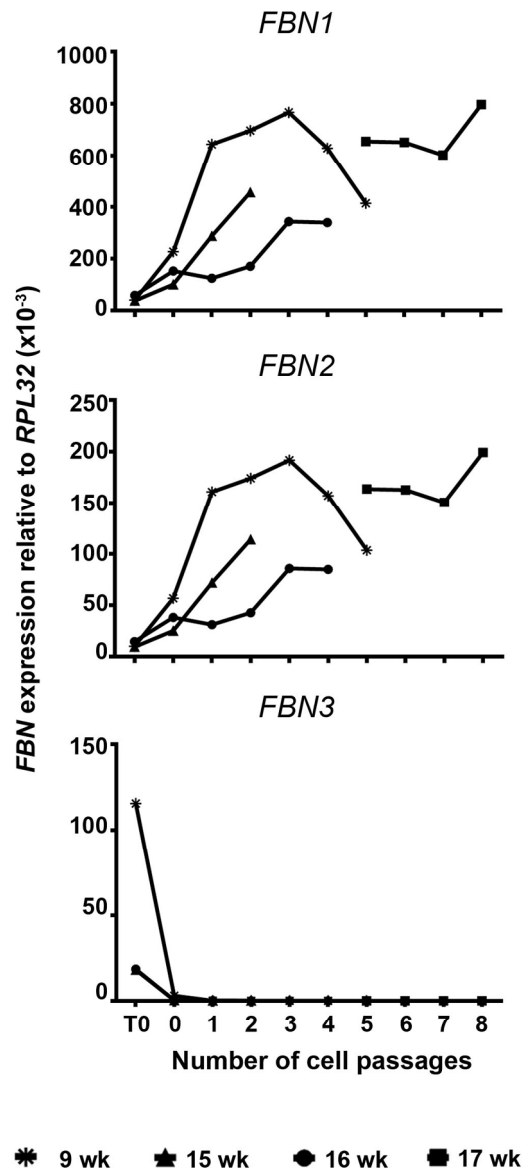 FBN1
1000
800
600
400
200
0
FBN2
250
200
150
100
50
0
FBN3
150
100
50
0
T0 0 1 2 3 4 5 6 7 8
Number of cell passages
FBN expression relative to RPL32 (x10⁻³)
9 wk 15 wk 16 wk 17 wk